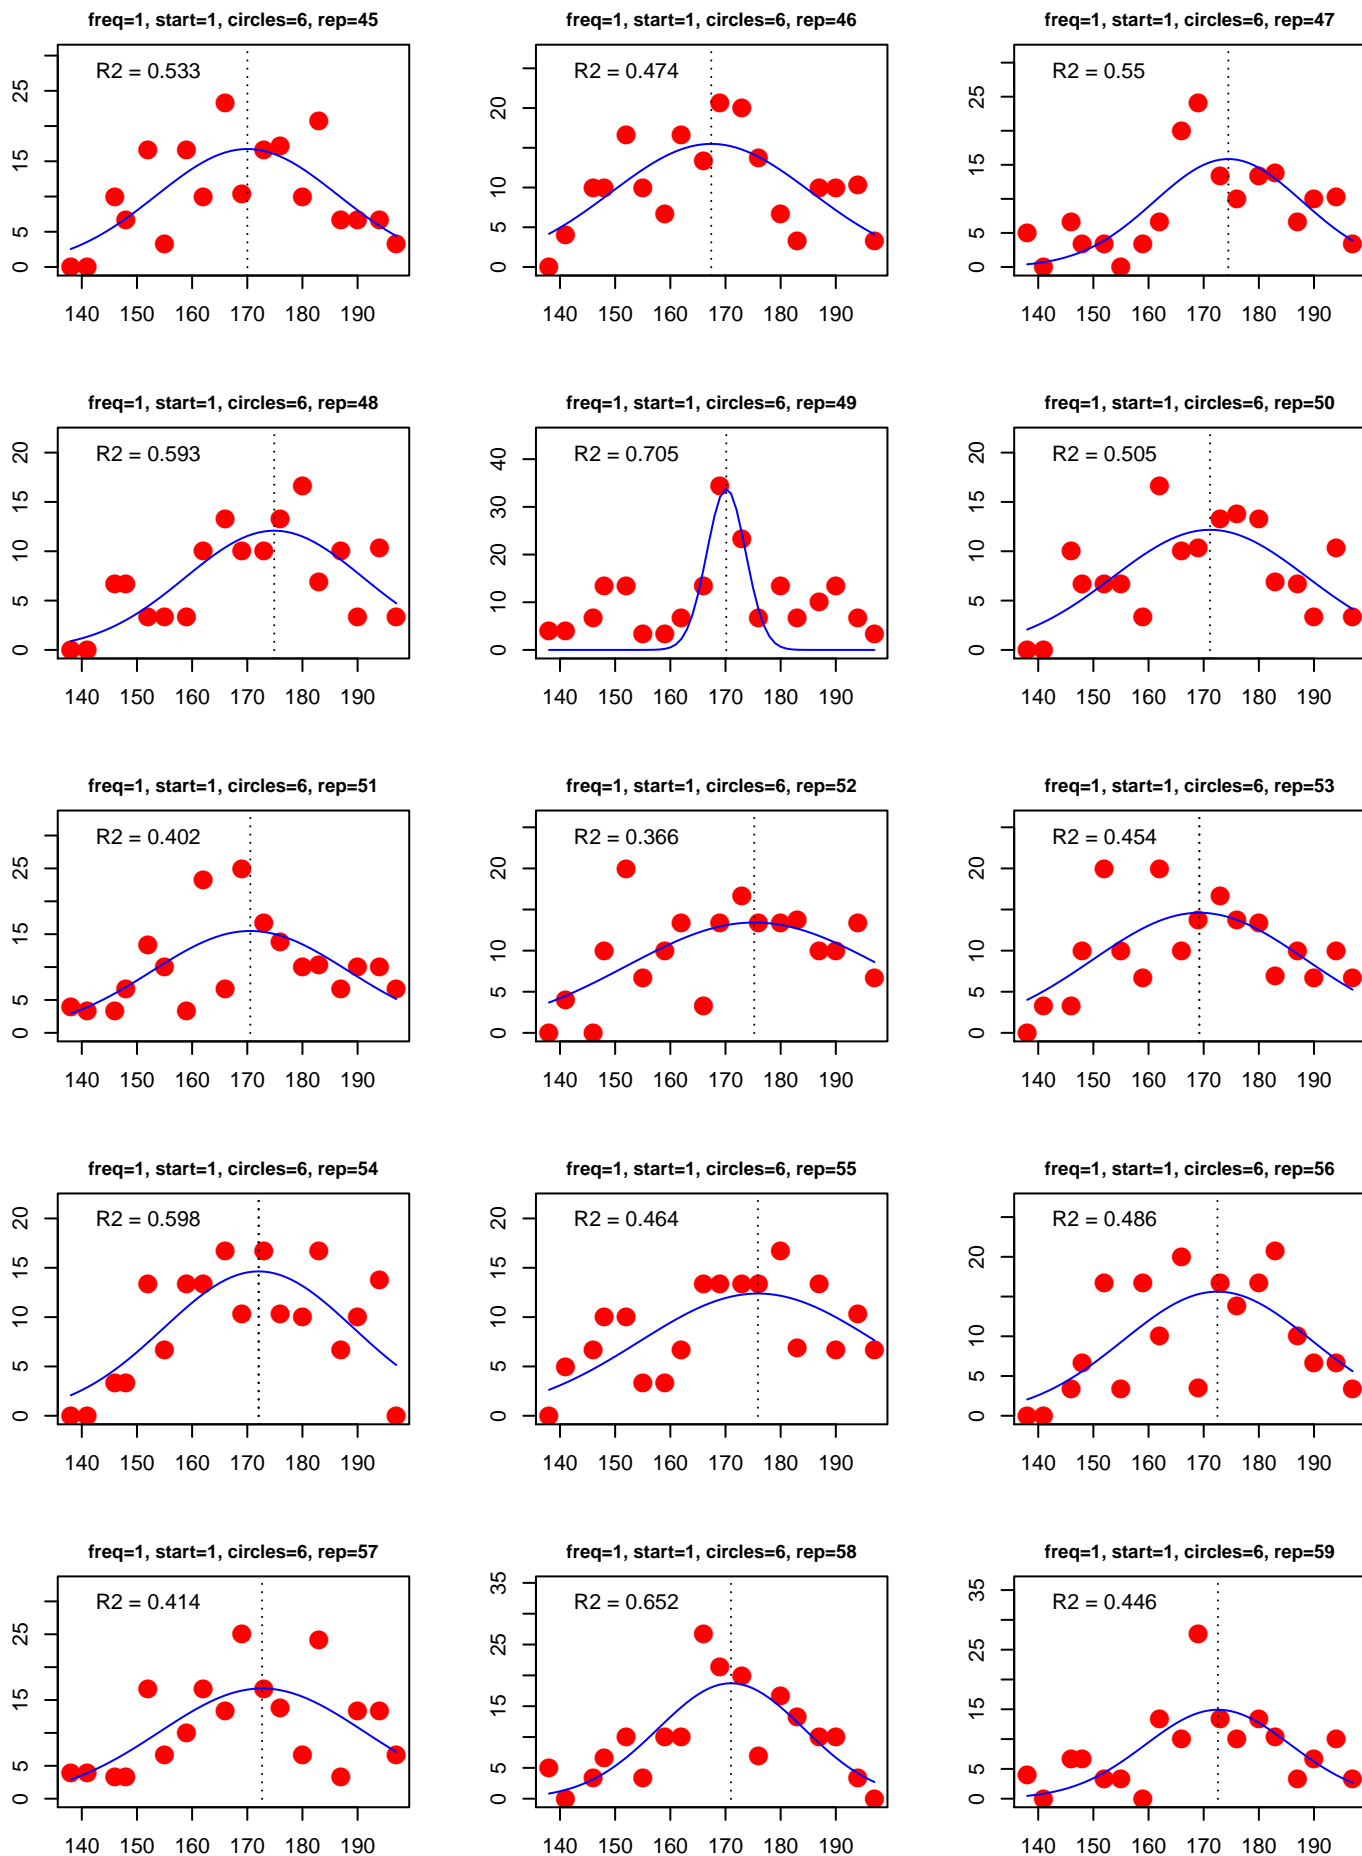 freq=1, start=1, circles=6, rep=45
freq=1, start=1, circles=6, rep=46
freq=1, start=1, circles=6, rep=47
R2 = 0.533
R2 = 0.474
R2 = 0.55
0 5 15 25
0 5 10 20
0 5 15 25
140 150 160 170 180 190
140 150 160 170 180 190
140 150 160 170 180 190
freq=1, start=1, circles=6, rep=48
freq=1, start=1, circles=6, rep=49
freq=1, start=1, circles=6, rep=50
R2 = 0.593
R2 = 0.705
R2 = 0.505
0 5 10 15 20
0 10 20 30 40
0 5 10 15 20
140 150 160 170 180 190
140 150 160 170 180 190
140 150 160 170 180 190
freq=1, start=1, circles=6, rep=51
freq=1, start=1, circles=6, rep=52
freq=1, start=1, circles=6, rep=53
R2 = 0.402
R2 = 0.366
R2 = 0.454
0 5 15 25
0 5 10 20
0 5 10 20
140 150 160 170 180 190
140 150 160 170 180 190
140 150 160 170 180 190
freq=1, start=1, circles=6, rep=54
freq=1, start=1, circles=6, rep=55
freq=1, start=1, circles=6, rep=56
R2 = 0.598
R2 = 0.464
R2 = 0.486
0 5 10 15 20
0 5 10 15 20
0 5 10 20
140 150 160 170 180 190
140 150 160 170 180 190
140 150 160 170 180 190
freq=1, start=1, circles=6, rep=57
freq=1, start=1, circles=6, rep=58
freq=1, start=1, circles=6, rep=59
R2 = 0.414
R2 = 0.652
R2 = 0.446
0 5 15 25
0 5 15 25 35
0 5 15 25 35
140 150 160 170 180 190
140 150 160 170 180 190
140 150 160 170 180 190